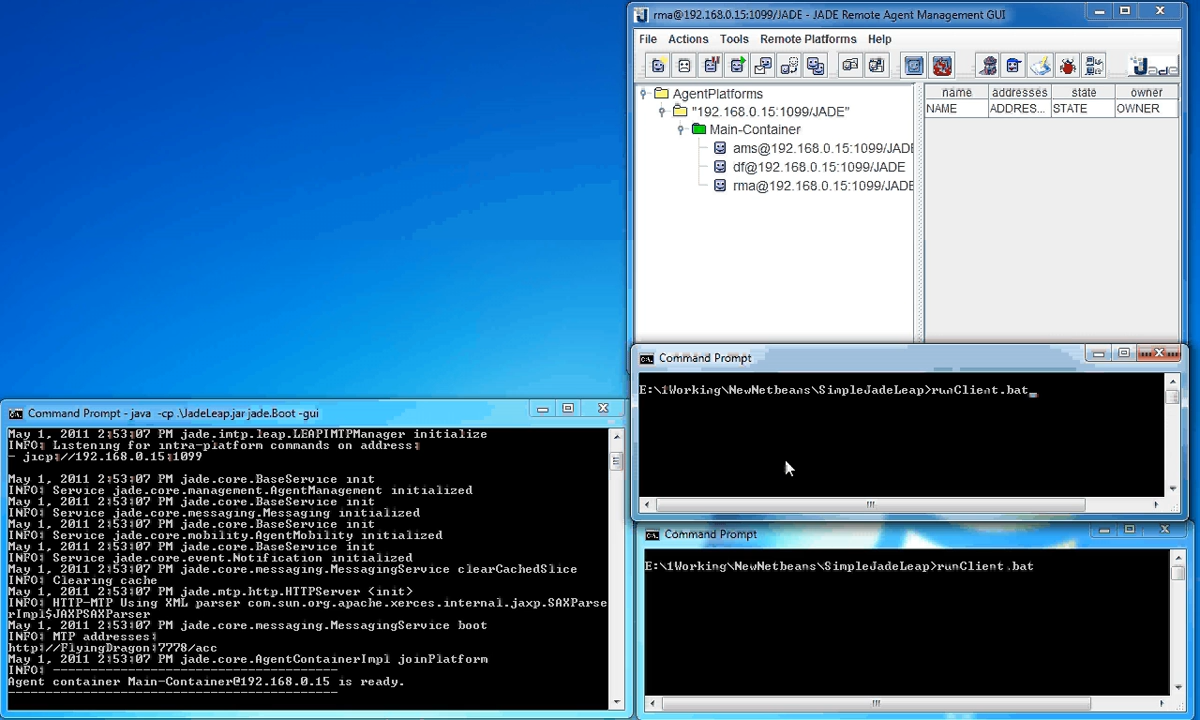 rma@192.168.0.15:1099/JADE - JADE Remote Agent Management GUI
File Actions Tools Remote Platforms Help
Jade
AgentPlatforms
"192.168.0.15:1099/JADE"
Main-Container
ams@192.168.0.15:1099/JADE
df@192.168.0.15:1099/JADE
rma@192.168.0.15:1099/JADE
name addresses state owner
NAME ADDRES... STATE OWNER
Command Prompt
E:\1Working\NewNetbeans\SimpleJadeLeap>runClient.bat
Command Prompt - java -cp .\JadeLeap.jar jade.Boot -gui
May 1, 2011 2:53:07 PM jade.imtp.leap.LEAPIMTPManager initialize
INFO: Listening for intra-platform commands on address:
- jicp://192.168.0.15:1099
May 1, 2011 2:53:07 PM jade.core.BaseService init
INFO: Service jade.core.management.AgentManagement initialized
May 1, 2011 2:53:07 PM jade.core.BaseService init
INFO: Service jade.core.messaging.Messaging initialized
May 1, 2011 2:53:07 PM jade.core.BaseService init
INFO: Service jade.core.mobility.AgentMobility initialized
May 1, 2011 2:53:07 PM jade.core.BaseService init
INFO: Service jade.core.event.Notification initialized
May 1, 2011 2:53:07 PM jade.core.messaging.MessagingService clearCachedSlice
INFO: Clearing cache
May 1, 2011 2:53:07 PM jade.mtp.http.HTTPServer <init>
INFO: HTTP-MTP Using XML parser com.sun.org.apache.xerces.internal.jaxp.SAXParse
rImpl$JAXPSAXParser
May 1, 2011 2:53:07 PM jade.core.messaging.MessagingService boot
INFO: MTP addresses:
http://FlyingDragon:7778/acc
May 1, 2011 2:53:07 PM jade.core.AgentContainerImpl joinPlatform
INFO: --------------------------------------
Agent container Main-Container@192.168.0.15 is ready.
--------------------------------------------
Command Prompt
E:\1Working\NewNetbeans\SimpleJadeLeap>runClient.bat